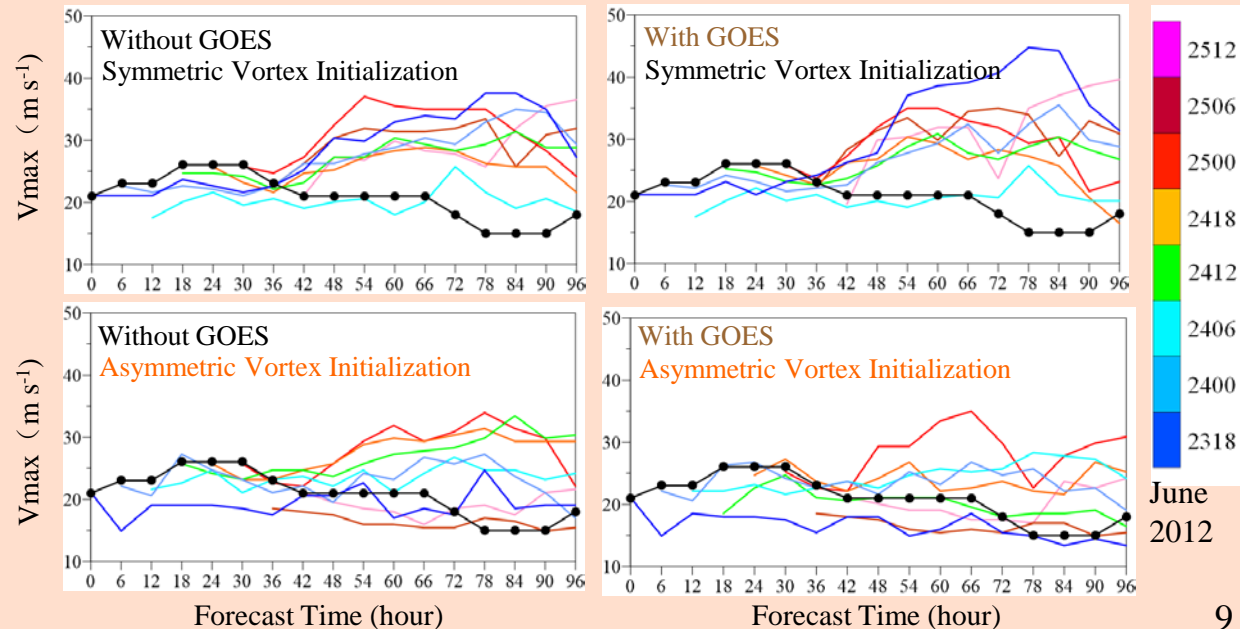 50
40
30
20
10
Vmax (m s-1)
Without GOES
Symmetric Vortex Initialization
0 6 12 18 24 30 36 42 48 54 60 66 72 78 84 90 96
50
40
30
20
10
With GOES
Symmetric Vortex Initialization
0 6 12 18 24 30 36 42 48 54 60 66 72 78 84 90 96
50
40
30
20
10
Vmax (m s-1)
Without GOES
Asymmetric Vortex Initialization
0 6 12 18 24 30 36 42 48 54 60 66 72 78 84 90 96
Forecast Time (hour)
50
40
30
20
10
With GOES
Asymmetric Vortex Initialization
0 6 12 18 24 30 36 42 48 54 60 66 72 78 84 90 96
Forecast Time (hour)
2512
2506
2500
2418
2412
2406
2400
2318
June
2012
9